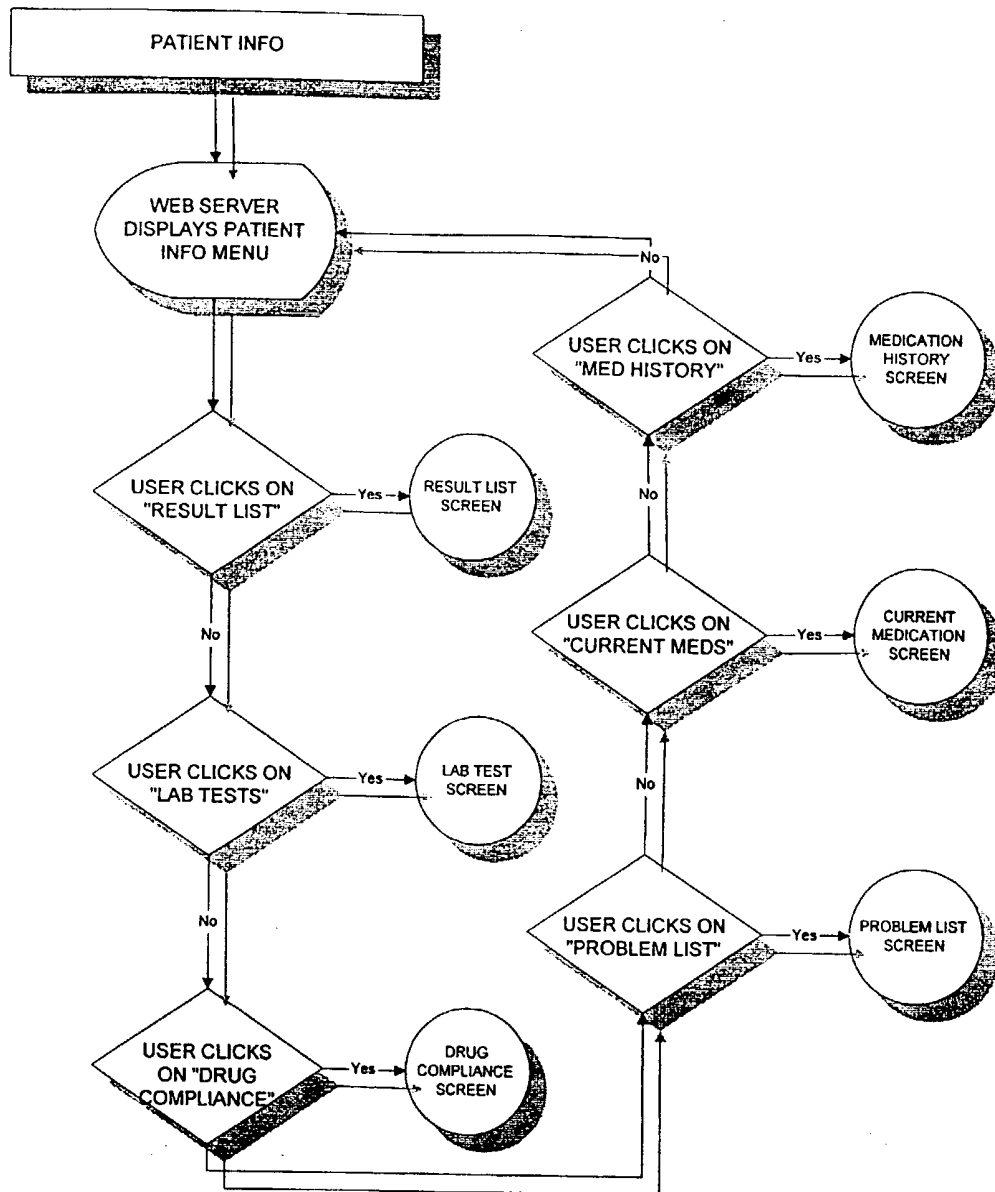 PATIENT INFO
WEB SERVER
DISPLAYS PATIENT
INFO MENU
USER CLICKS ON
"RESULT LIST"
Yes
RESULT LIST
SCREEN
No
USER CLICKS ON
"LAB TESTS"
Yes
LAB TEST
SCREEN
No
USER CLICKS
ON "DRUG
COMPLIANCE"
Yes
DRUG
COMPLIANCE
SCREEN
USER CLICKS ON
"PROBLEM LIST"
Yes
PROBLEM LIST
SCREEN
No
USER CLICKS ON
"CURRENT MEDS"
Yes
CURRENT
MEDICATION
SCREEN
No
USER CLICKS ON
"MED HISTORY"
Yes
MEDICATION
HISTORY
SCREEN
No